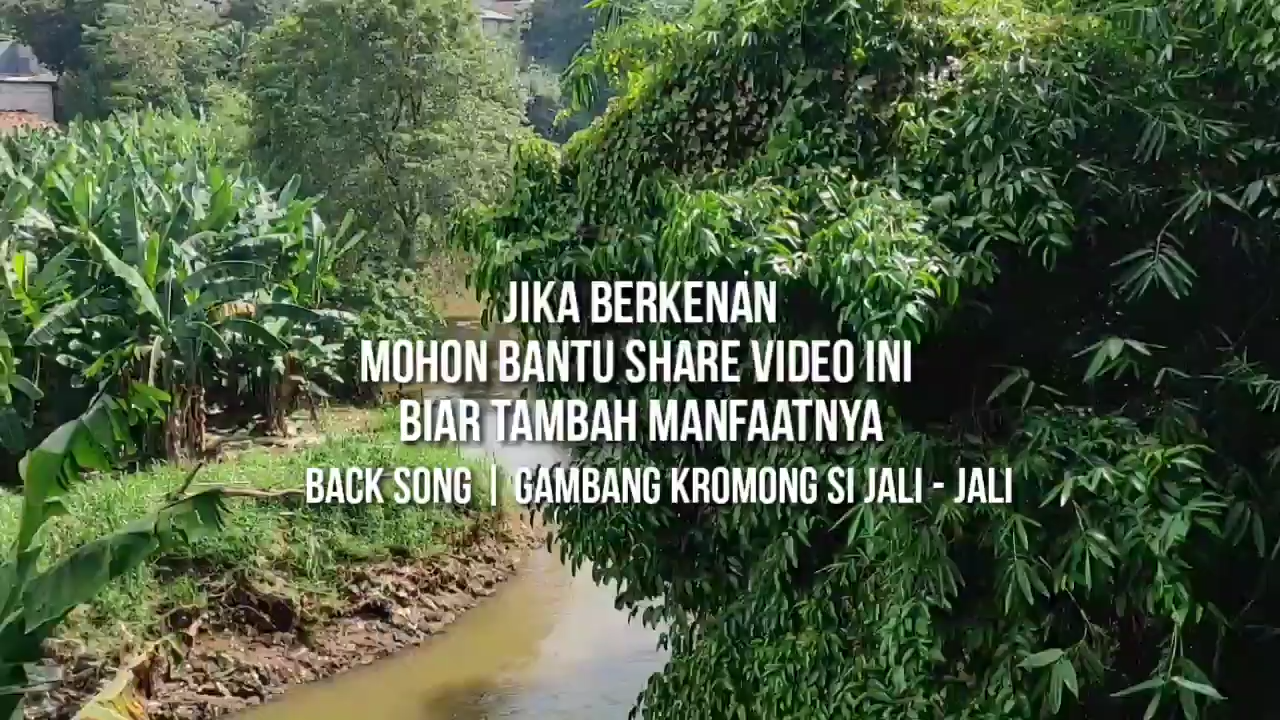 JIKA BERKENAN
MOHON BANTU SHARE VIDEO INI
BIAR TAMBAH MANFAATNYA
BACK SONG | GAMBANG KROMONG SI JALI - JALI